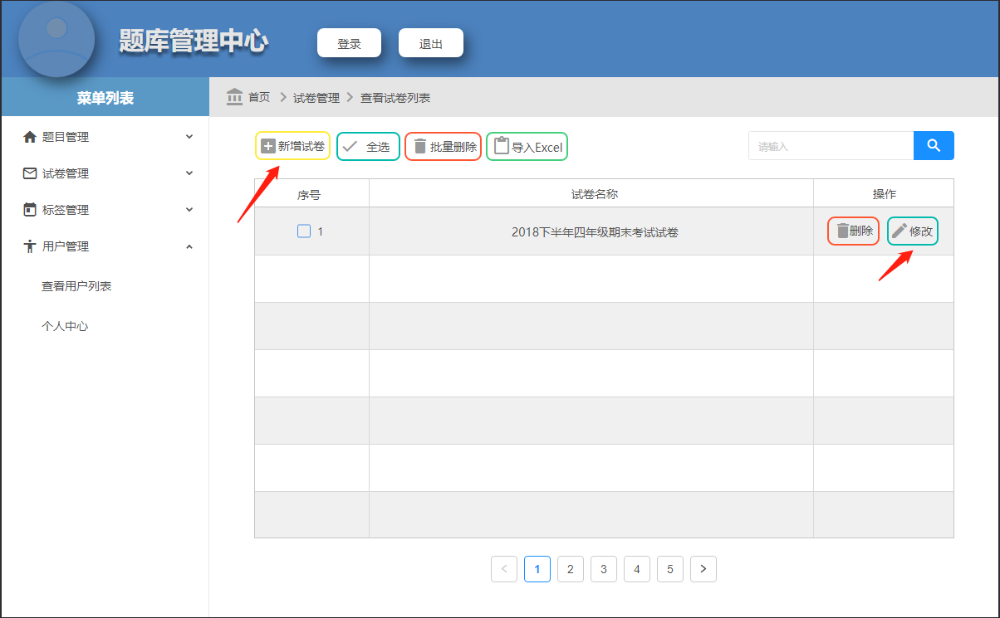 题库管理中心
登录
退出
菜单列表
首页
试卷管理
查看试卷列表
题目管理
试卷管理
标签管理
用户管理
查看用户列表
个人中心
新增试卷
全选
批量删除
导入Excel
请输入
序号
试卷名称
操作
1
2018下半年四年级期末考试试卷
删除
修改
1
2
3
4
5